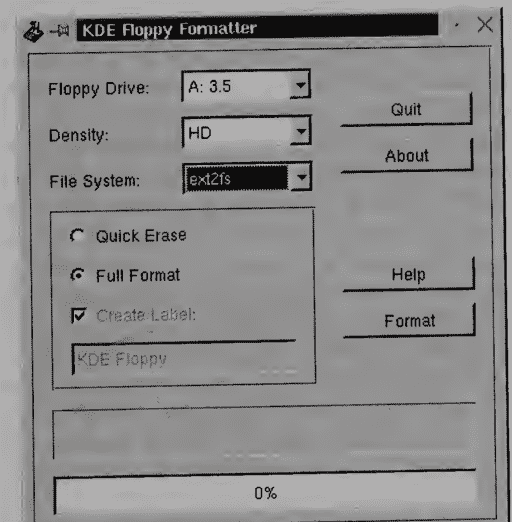 KDE Floppy Formatter
Floppy Drive: A: 3.5
Quit
Density: HD
About
File System: ext2fs
Quick Erase
Full Format
Help
Create Label:
Format
KDE Floppy
0%